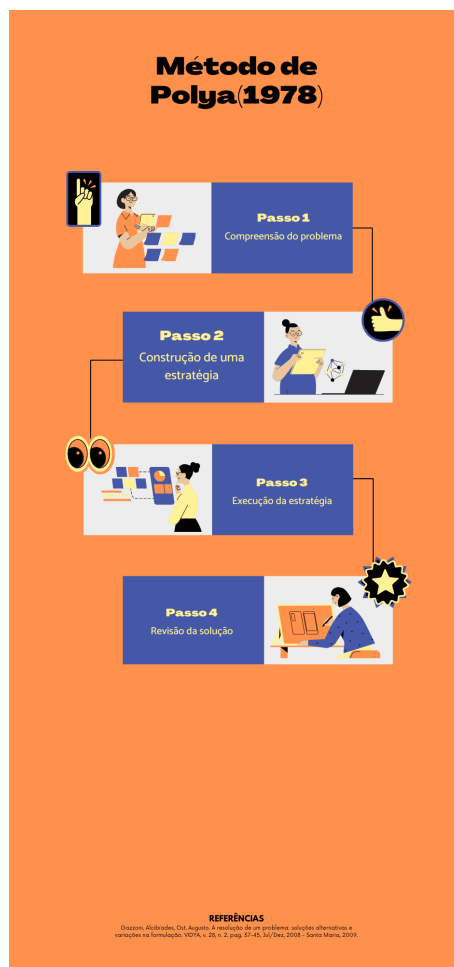 Método de
Polya(1978)
Passo 1
Compreensão do problema
Passo 2
Construção de uma
estratégia
Passo 3
Execução da estratégia
Passo 4
Revisão da solução
REFERÊNCIAS
Gazzoni, Alcibiades, Ost, Augusto. A resolução de um problema: soluções alternativas e
variações na formulação. VIDYA, v. 28, n. 2. pag. 37-45, Jul/Dez, 2008 - Santa Maria, 2009.